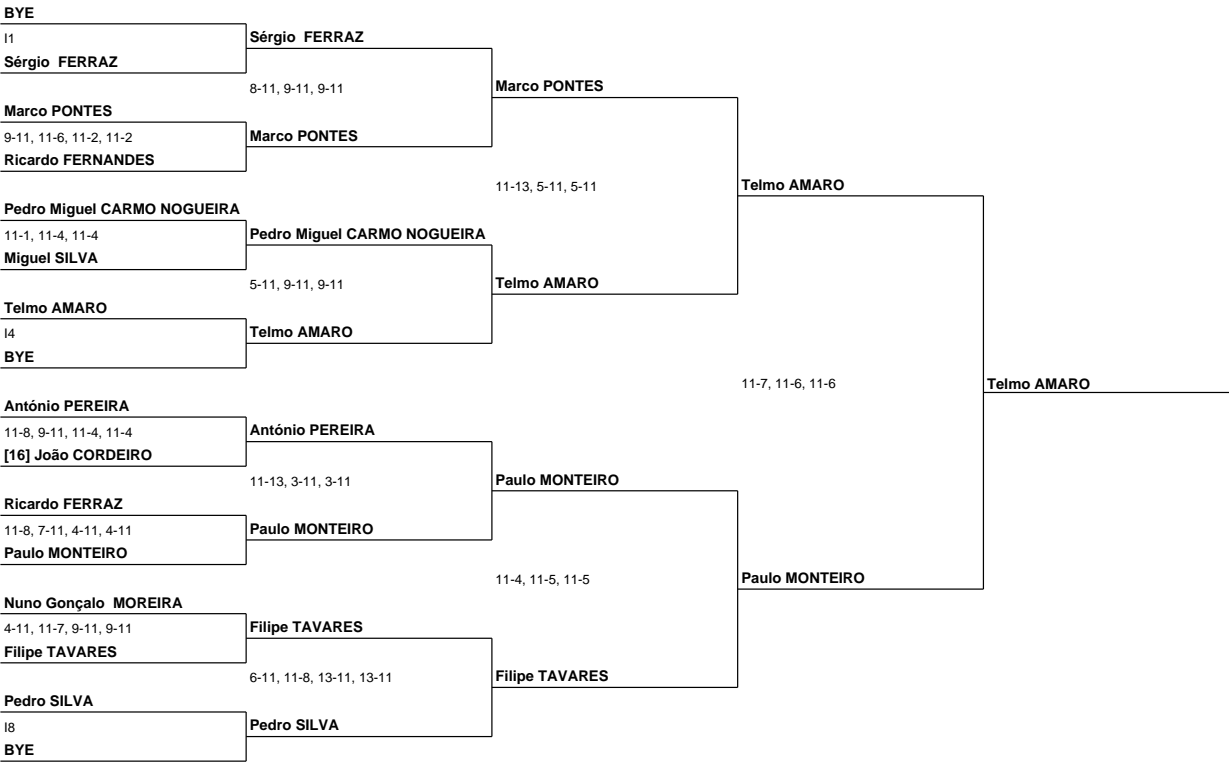 BYE
I1
Sérgio  FERRAZ
Sérgio  FERRAZ
8-11, 9-11, 9-11
Marco PONTES
Marco PONTES
9-11, 11-6, 11-2, 11-2
Marco PONTES
Ricardo FERNANDES
11-13, 5-11, 5-11
Telmo AMARO
Pedro Miguel CARMO NOGUEIRA
11-1, 11-4, 11-4
Pedro Miguel CARMO NOGUEIRA
Miguel SILVA
5-11, 9-11, 9-11
Telmo AMARO
Telmo AMARO
I4
Telmo AMARO
BYE
11-7, 11-6, 11-6
Telmo AMARO
António PEREIRA
11-8, 9-11, 11-4, 11-4
António PEREIRA
[16] João CORDEIRO
11-13, 3-11, 3-11
Paulo MONTEIRO
Ricardo FERRAZ
11-8, 7-11, 4-11, 4-11
Paulo MONTEIRO
Paulo MONTEIRO
11-4, 11-5, 11-5
Paulo MONTEIRO
Nuno Gonçalo  MOREIRA
4-11, 11-7, 9-11, 9-11
Filipe TAVARES
Filipe TAVARES
6-11, 11-8, 13-11, 13-11
Filipe TAVARES
Pedro SILVA
I8
Pedro SILVA
BYE